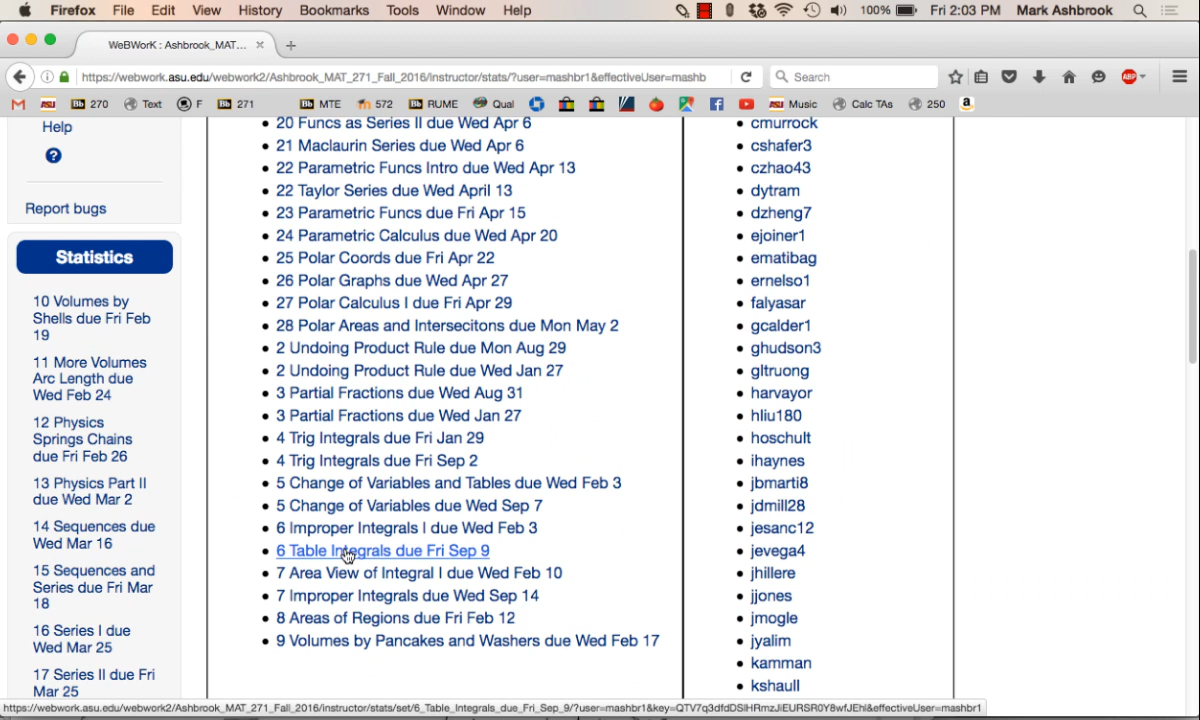 Firefox File Edit View History Bookmarks Tools Window Help 100% Fri 2:03 PM Mark Ashbrook
WeBWorK : Ashbrook_MAT... × +
https://webwork.asu.edu/webwork2/Ashbrook_MAT_271_Fall_2016/instructor/stats/?user=mashbr1&effectiveUser=mashb Search ABP
M ASU Bb 270 Text F Bb 271 Bb MTE 572 Bb RUME Qual ASU Music Calc TAs 250 a
Help
?
Report bugs
Statistics
10 Volumes by
Shells due Fri Feb
19
11 More Volumes
Arc Length due
Wed Feb 24
12 Physics
Springs Chains
due Fri Feb 26
13 Physics Part II
due Wed Mar 2
14 Sequences due
Wed Mar 16
15 Sequences and
Series due Fri Mar
18
16 Series I due
Wed Mar 25
17 Series II due Fri
Mar 25
20 Funcs as Series II due Wed Apr 6
21 Maclaurin Series due Wed Apr 6
22 Parametric Funcs Intro due Wed Apr 13
22 Taylor Series due Wed April 13
23 Parametric Funcs due Fri Apr 15
24 Parametric Calculus due Wed Apr 20
25 Polar Coords due Fri Apr 22
26 Polar Graphs due Wed Apr 27
27 Polar Calculus I due Fri Apr 29
28 Polar Areas and Intersecitons due Mon May 2
2 Undoing Product Rule due Mon Aug 29
2 Undoing Product Rule due Wed Jan 27
3 Partial Fractions due Wed Aug 31
3 Partial Fractions due Wed Jan 27
4 Trig Integrals due Fri Jan 29
4 Trig Integrals due Fri Sep 2
5 Change of Variables and Tables due Wed Feb 3
5 Change of Variables due Wed Sep 7
6 Improper Integrals I due Wed Feb 3
6 Table Integrals due Fri Sep 9
7 Area View of Integral I due Wed Feb 10
7 Improper Integrals due Wed Sep 14
8 Areas of Regions due Fri Feb 12
9 Volumes by Pancakes and Washers due Wed Feb 17
cmurrock
cshafer3
czhao43
dytram
dzheng7
ejoiner1
ematibag
ernelso1
falyasar
gcalder1
ghudson3
gltruong
harvayor
hliu180
hoschult
ihaynes
jbmarti8
jdmill28
jesanc12
jevega4
jhillere
jjones
jmogle
jyalim
kamman
kshaull